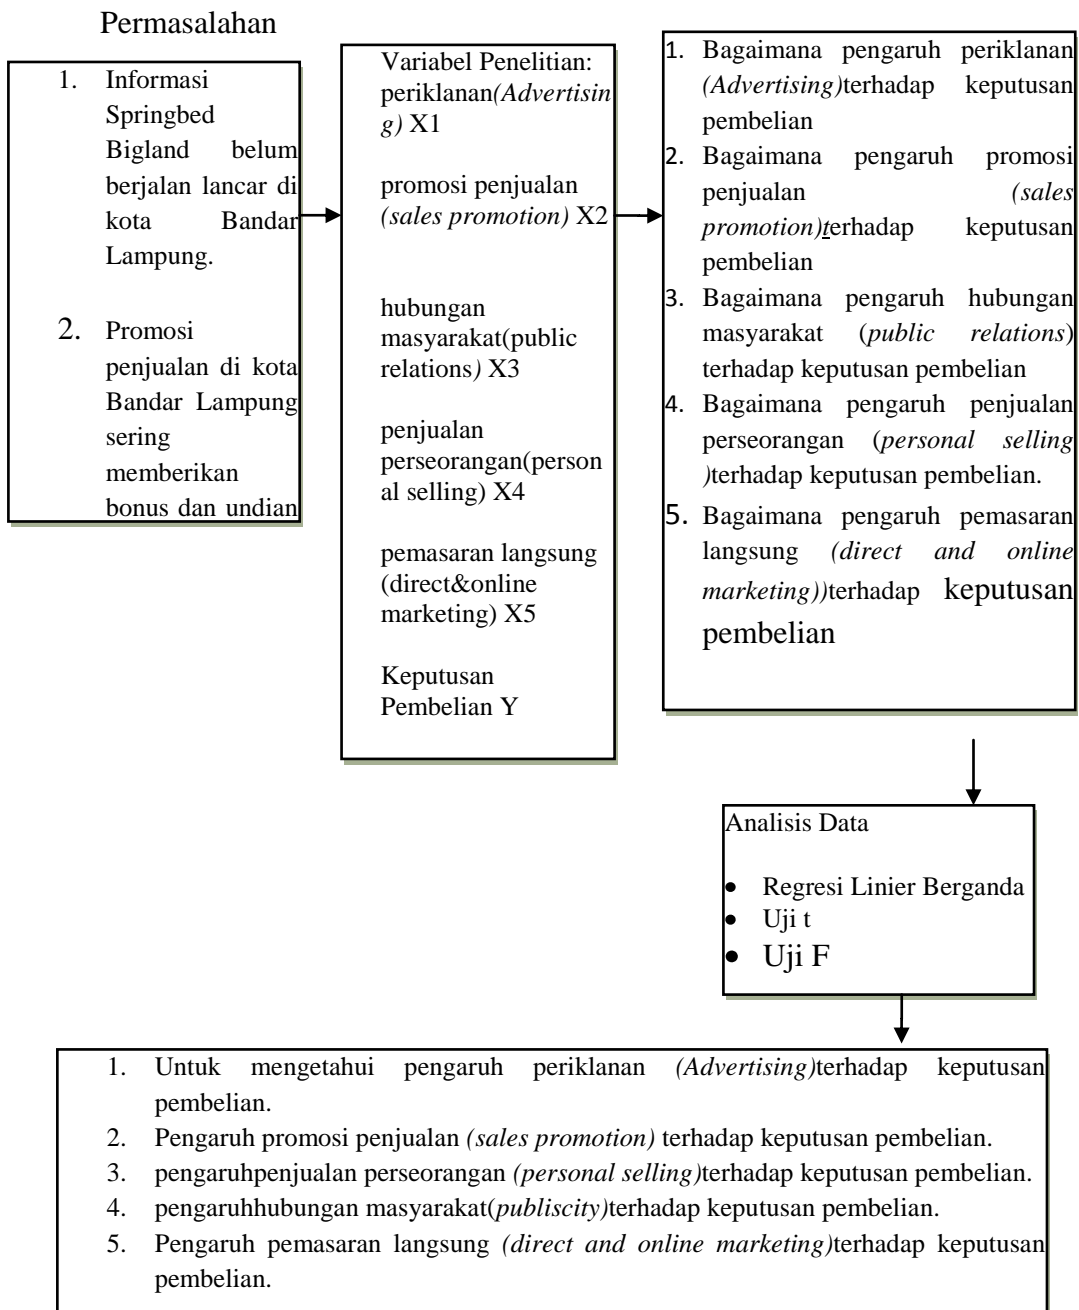 Permasalahan
1. Informasi
Springbed
Bigland belum
berjalan lancar di
kota Bandar
Lampung.
2. Promosi
penjualan di kota
Bandar Lampung
sering
memberikan
bonus dan undian
Variabel Penelitian:
periklanan(Advertisin
g) X1
promosi penjualan
(sales promotion) X2
hubungan
masyarakat(public
relations) X3
penjualan
perseorangan(person
al selling) X4
pemasaran langsung
(direct&online
marketing) X5
Keputusan
Pembelian Y
1. Bagaimana pengaruh periklanan
(Advertising)terhadap keputusan
pembelian
2. Bagaimana pengaruh promosi
penjualan (sales
promotion)terhadap keputusan
pembelian
3. Bagaimana pengaruh hubungan
masyarakat (public relations)
terhadap keputusan pembelian
4. Bagaimana pengaruh penjualan
perseorangan (personal selling
)terhadap keputusan pembelian.
5. Bagaimana pengaruh pemasaran
langsung (direct and online
marketing))terhadap keputusan
pembelian
Analisis Data
• Regresi Linier Berganda
• Uji t
• Uji F
1. Untuk mengetahui pengaruh periklanan (Advertising)terhadap keputusan
pembelian.
2. Pengaruh promosi penjualan (sales promotion) terhadap keputusan pembelian.
3. pengaruhpenjualan perseorangan (personal selling)terhadap keputusan pembelian.
4. pengaruhhubungan masyarakat(publiscity)terhadap keputusan pembelian.
5. Pengaruh pemasaran langsung (direct and online marketing)terhadap keputusan
pembelian.